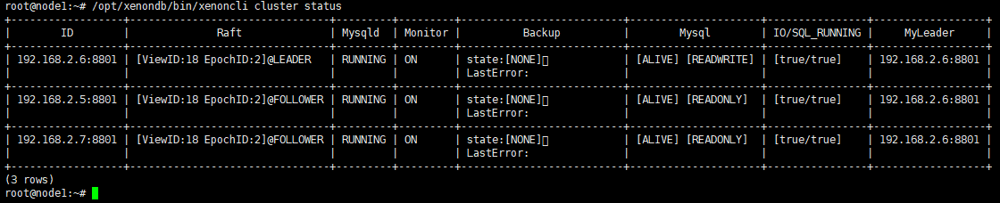 root@node1:~# /opt/xenondb/bin/xenoncli cluster status
+------------------+-------------------------------+---------+---------+--------------------------+---------------------+----------------+------------------+
| ID | Raft | Mysqld | Monitor | Backup | Mysql | IO/SQL_RUNNING | MyLeader |
+------------------+-------------------------------+---------+---------+--------------------------+---------------------+----------------+------------------+
| 192.168.2.6:8801 | [ViewID:18 EpochID:2]@LEADER | RUNNING | ON | state:[NONE]␤ | [ALIVE] [READWRITE] | [true/true] | 192.168.2.6:8801 |
| | | | | LastError: | | | |
+------------------+-------------------------------+---------+---------+--------------------------+---------------------+----------------+------------------+
| 192.168.2.5:8801 | [ViewID:18 EpochID:2]@FOLLOWER | RUNNING | ON | state:[NONE]␤ | [ALIVE] [READONLY] | [true/true] | 192.168.2.6:8801 |
| | | | | LastError: | | | |
+------------------+-------------------------------+---------+---------+--------------------------+---------------------+----------------+------------------+
| 192.168.2.7:8801 | [ViewID:18 EpochID:2]@FOLLOWER | RUNNING | ON | state:[NONE]␤ | [ALIVE] [READONLY] | [true/true] | 192.168.2.6:8801 |
| | | | | LastError: | | | |
+------------------+-------------------------------+---------+---------+--------------------------+---------------------+----------------+------------------+
(3 rows)
root@node1:~#